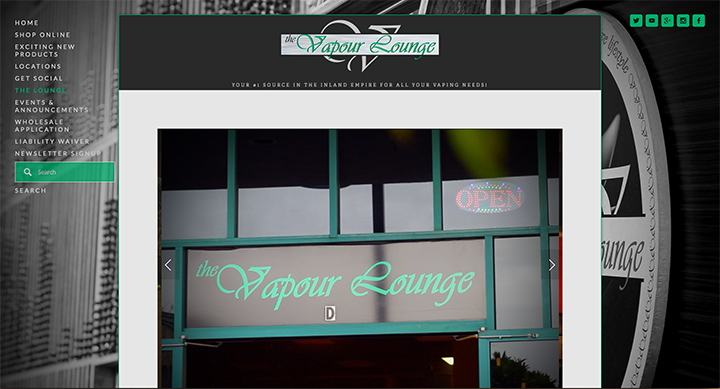 HOME
SHOP ONLINE
EXCITING NEW
PRODUCTS
LOCATIONS
GET SOCIAL
THE LOUNGE
EVENTS &
ANNOUNCEMENTS
WHOLESALE
APPLICATION
LIABILITY WAIVER
NEWSLETTER SIGNUP
Search
SEARCH
the Vapour Lounge
YOUR #1 SOURCE IN THE INLAND EMPIRE FOR ALL YOUR VAPING NEEDS!
OPEN
the Vapour Lounge
D
lifestyle
ounge